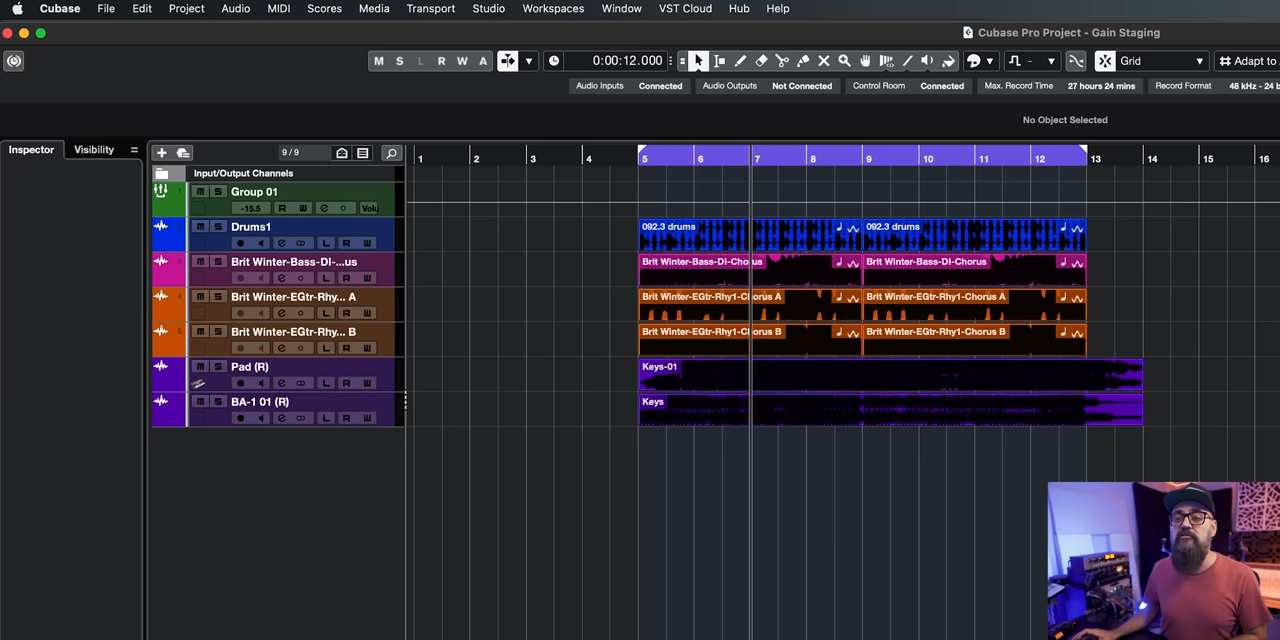 Cubase File Edit Project Audio MIDI Scores Media Transport Studio Workspaces Window VST Cloud Hub Help
Cubase Pro Project - Gain Staging
M S L R W A 0:00:12.000 Grid Adapt to
Audio Inputs Connected Audio Outputs Not Connected Control Room Connected Max. Record Time 27 hours 24 mins Record Format 48 kHz - 24 b
No Object Selected
Inspector Visibility 9 / 9 1 2 3 4 5 6 7 8 9 10 11 12 13 14 15 16
Input/Output Channels
1 M S Group 01
-15.5 R W e Volu
M S Drums1 092.3 drums 092.3 drums
e L R W
M S Brit Winter-Bass-DI-...us Brit Winter-Bass-DI-Chorus Brit Winter-Bass-DI-Chorus
e L R W
4 M S Brit Winter-EGtr-Rhy... A Brit Winter-EGtr-Rhy1-Chorus A Brit Winter-EGtr-Rhy1-Chorus A
e L R W
5 M S Brit Winter-EGtr-Rhy... B Brit Winter-EGtr-Rhy1-Chorus B Brit Winter-EGtr-Rhy1-Chorus B
e L R W
M S Pad (R) Keys-01
e L R W
M S BA-1 01 (R) Keys
e L R W